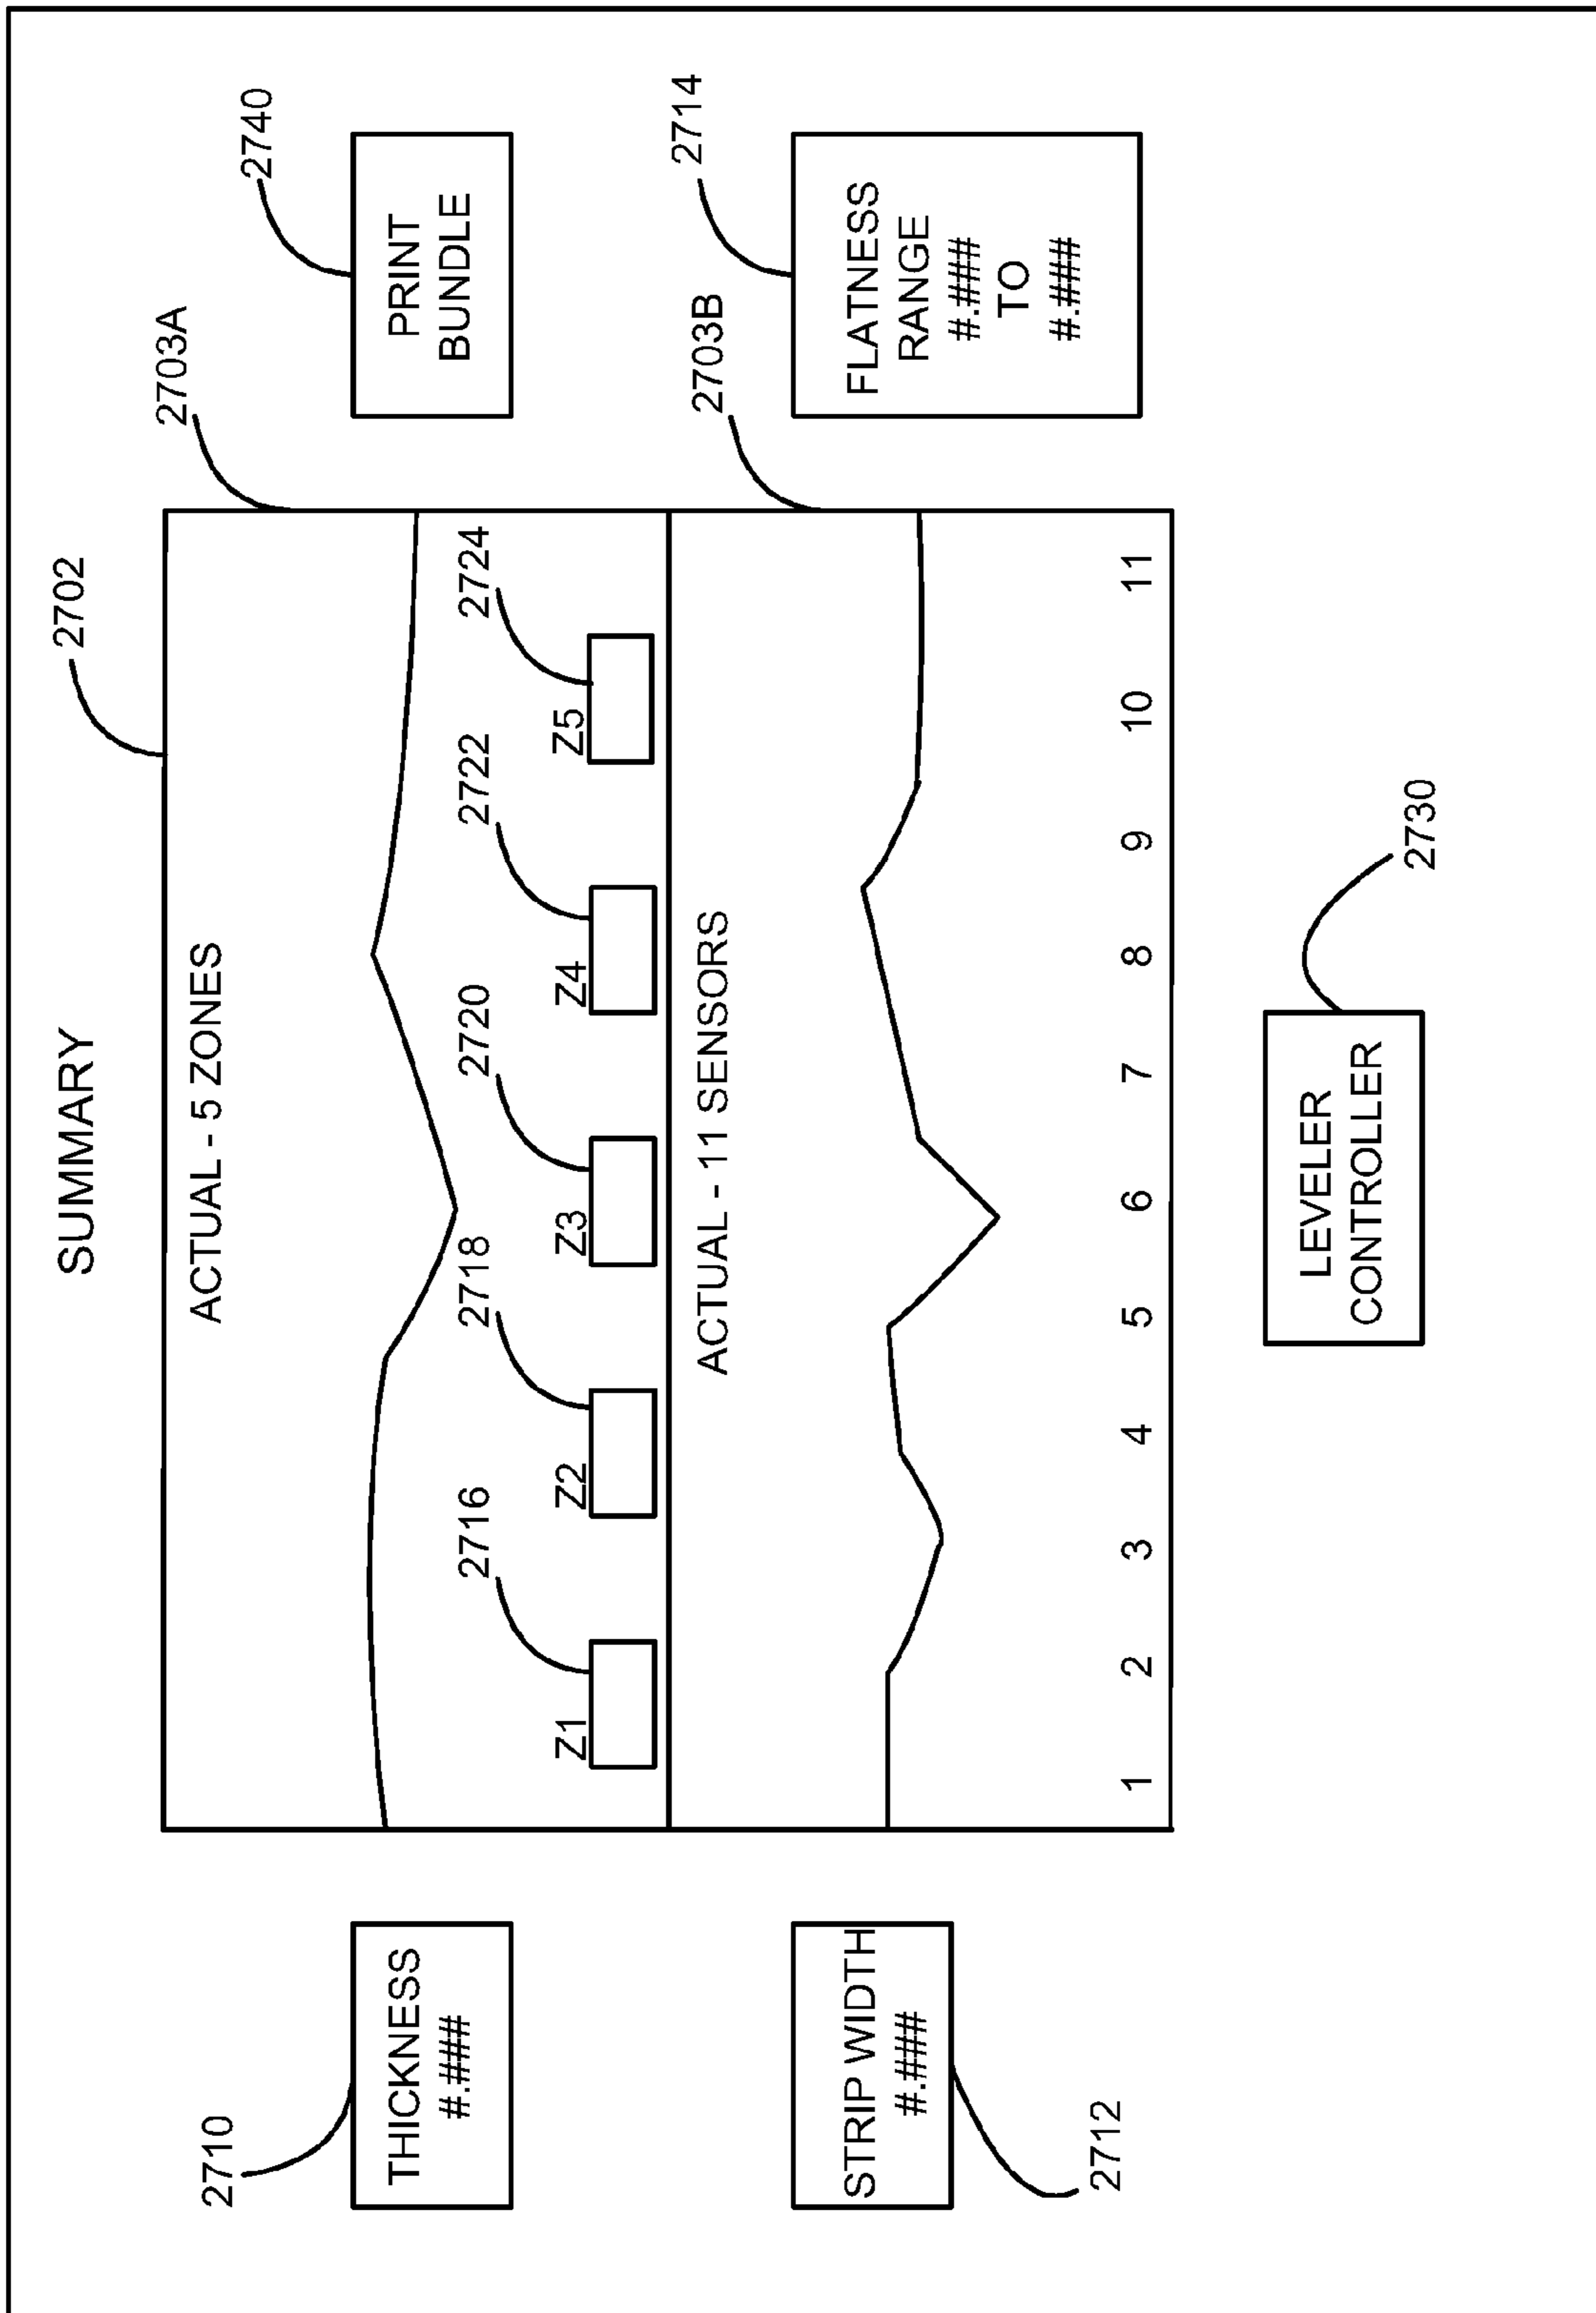 SUMMARY
2702
2703A
2740
ACTUAL - 5 ZONES
2710
THICKNESS
#.###
PRINT
BUNDLE
2716
2718
2720
2722
2724
Z1
Z2
Z3
Z4
Z5
2703B
2714
ACTUAL - 11 SENSORS
STRIP WIDTH
#.###
FLATNESS
RANGE
#.###
TO
#.###
2712
1 2 3 4 5 6 7 8 9 10 11
LEVELER
CONTROLLER
2730